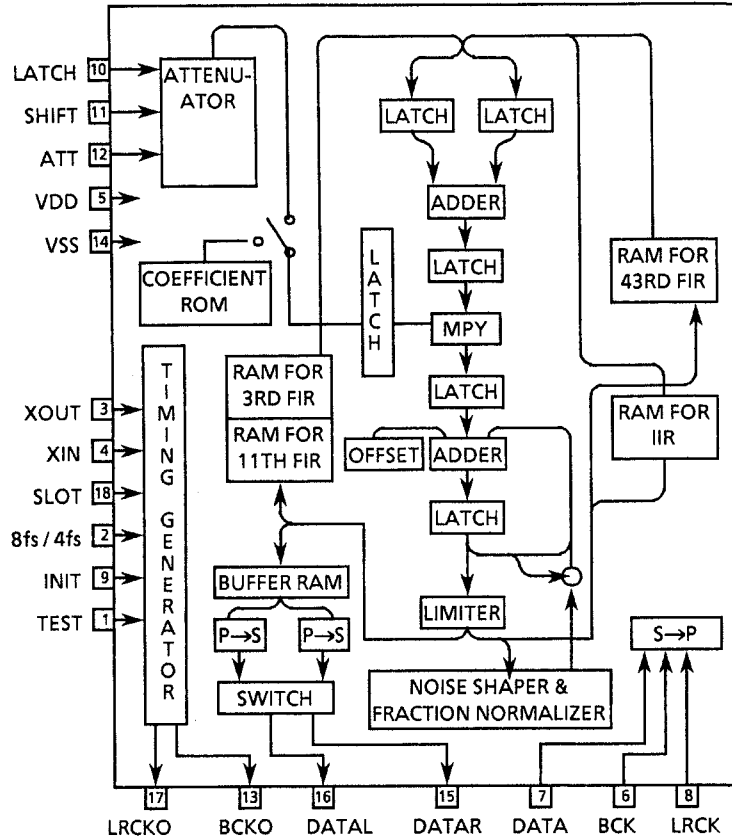 LATCH 10
ATTENU-
ATOR
SHIFT 11
ATT 12
VDD 5
VSS 14
COEFFICIENT
ROM
LATCH
LATCH
ADDER
LATCH
LATCH
MPY
LATCH
RAM FOR
43RD FIR
RAM FOR
3RD FIR
RAM FOR
11TH FIR
RAM FOR
IIR
OFFSET
ADDER
LATCH
XOUT 3
XIN 4
SLOT 18
8fs / 4fs 2
INIT 9
TEST 1
TIMING GENERATOR
BUFFER RAM
P→S
P→S
SWITCH
LIMITER
NOISE SHAPER &
FRACTION NORMALIZER
S→P
17 13 16 15 7 6 8
LRCKO BCKO DATAL DATAR DATA BCK LRCK